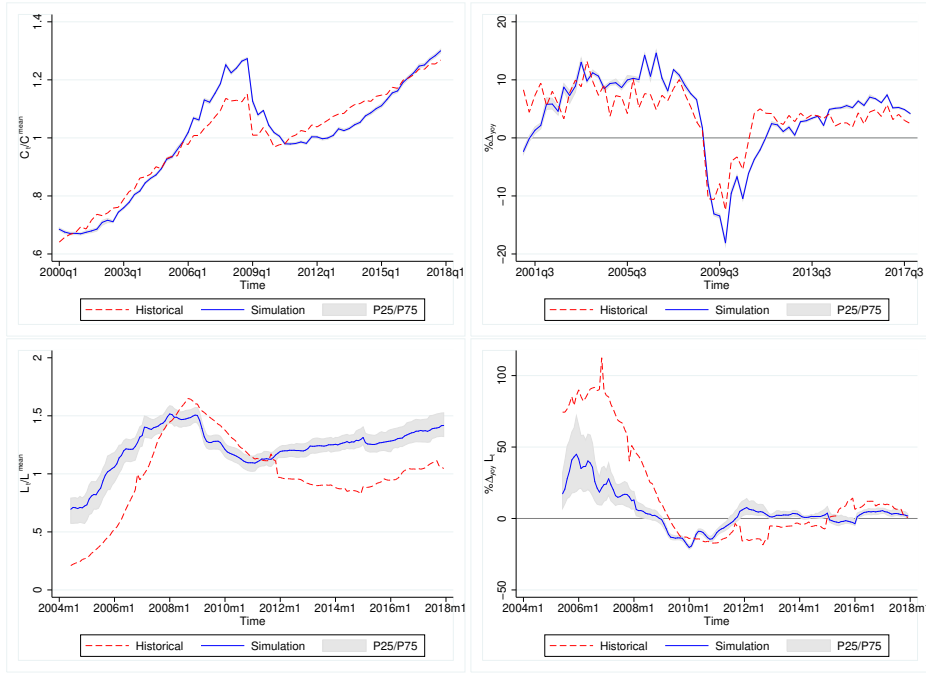 C_t/C^mean
1.4
1.2
1
.8
.6
2000q1 2003q1 2006q1 2009q1 2012q1 2015q1 2018q1
Time
Historical Simulation P25/P75
%Δyoy
20
10
0
−10
−20
2001q3 2005q3 2009q3 2013q3 2017q3
Time
Historical Simulation P25/P75
L_t/L^mean
2
1.5
1
.5
0
2004m1 2006m1 2008m1 2010m1 2012m1 2014m1 2016m1 2018m1
Time
Historical Simulation P25/P75
%Δyoy L_t
100
50
0
−50
2004m1 2006m1 2008m1 2010m1 2012m1 2014m1 2016m1 2018m1
Time
Historical Simulation P25/P75